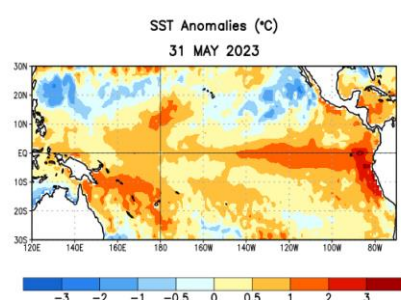 SST Anomalies (°C)
31 MAY 2023
30N
20N
10N
EQ
10S
20S
30S
120E 140E 160E 180 160W 140W 120W 100W 80W
-3 -2 -1 -0.5 0 0.5 1 2 3